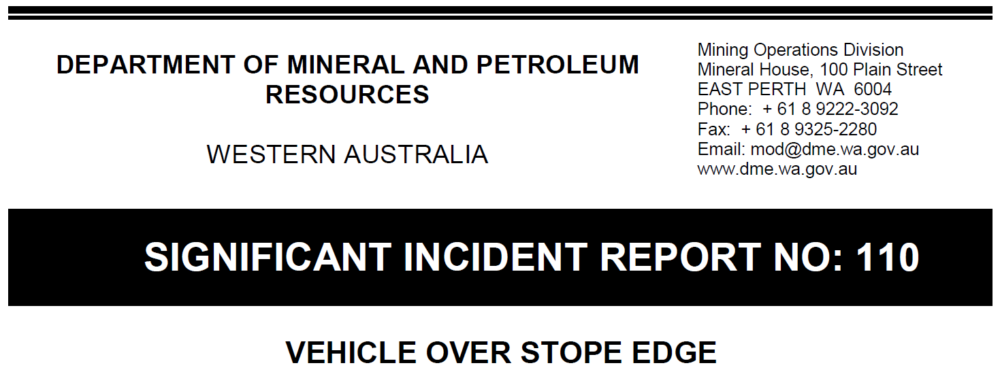 DEPARTMENT OF MINERAL AND PETROLEUM
RESOURCES
WESTERN AUSTRALIA
Mining Operations Division
Mineral House, 100 Plain Street
EAST PERTH  WA  6004
Phone:  + 61 8 9222-3092
Fax:  + 61 8 9325-2280
Email: mod@dme.wa.gov.au
www.dme.wa.gov.au
SIGNIFICANT INCIDENT REPORT NO: 110
VEHICLE OVER STOPE EDGE